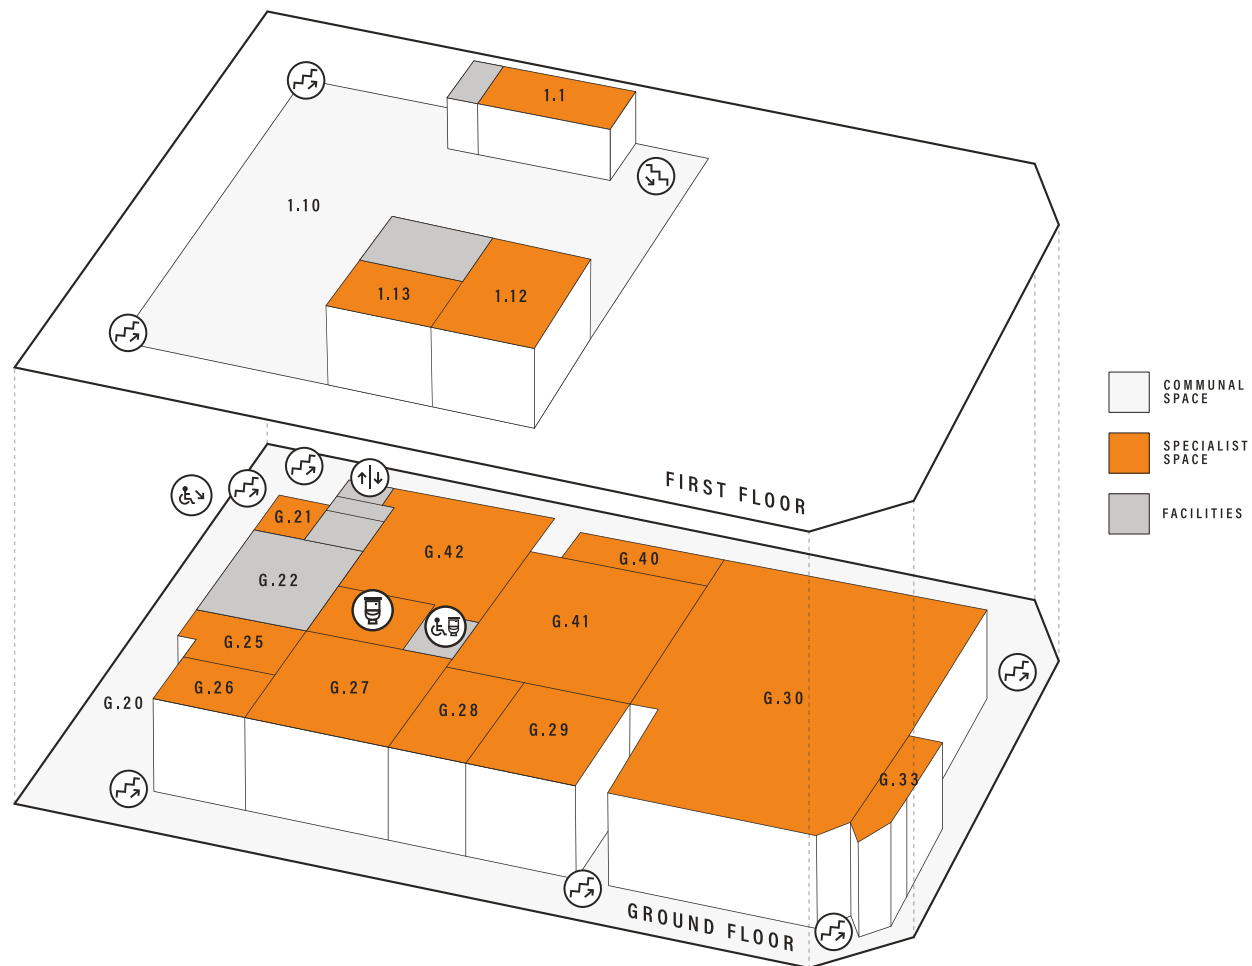 1.1
1.10
1.13
1.12
COMMUNAL
SPACE
SPECIALIST
SPACE
FACILITIES
FIRST FLOOR
G.21
G.42
G.40
G.22
G.41
G.25
G.26
G.27
G.20
G.28
G.29
G.30
G.33
GROUND FLOOR